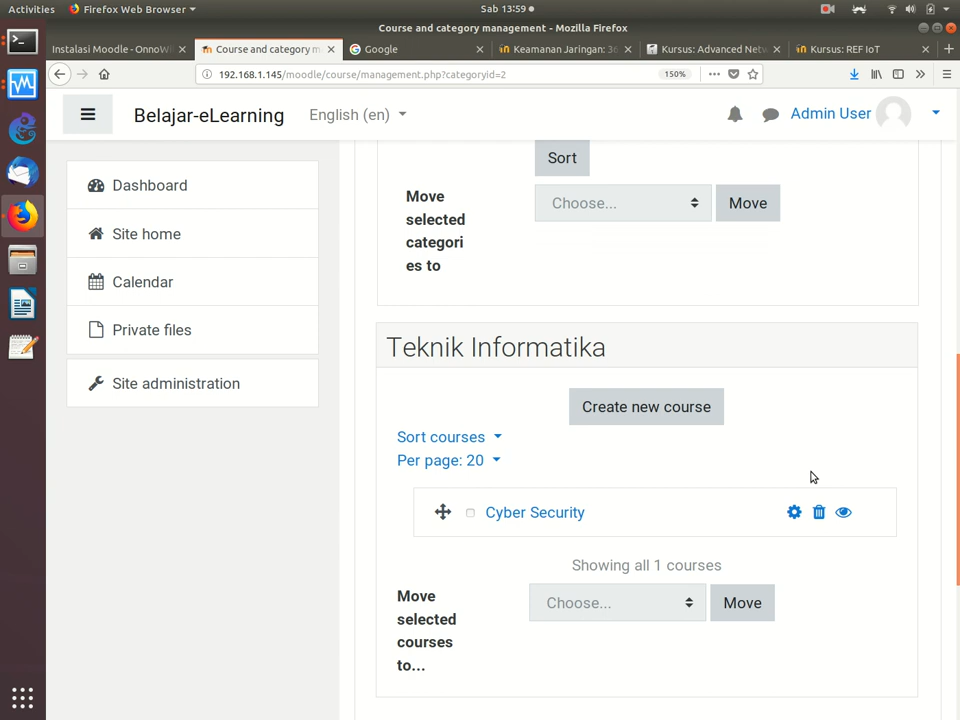 Activities Firefox Web Browser Sab 13:59
Course and category management - Mozilla Firefox
Instalasi Moodle - OnnoWi Course and category m Google Keamanan Jaringan: 3d Kursus: Advanced Netw Kursus: REF IoT
192.168.1.145/moodle/course/management.php?categoryid=2 150%
Belajar-eLearning English (en) Admin User
Dashboard
Site home
Calendar
Private files
Site administration
Sort
Move
selected
categori
es to
Choose... Move
Teknik Informatika
Create new course
Sort courses
Per page: 20
Cyber Security
Showing all 1 courses
Move
selected
courses
to...
Choose... Move